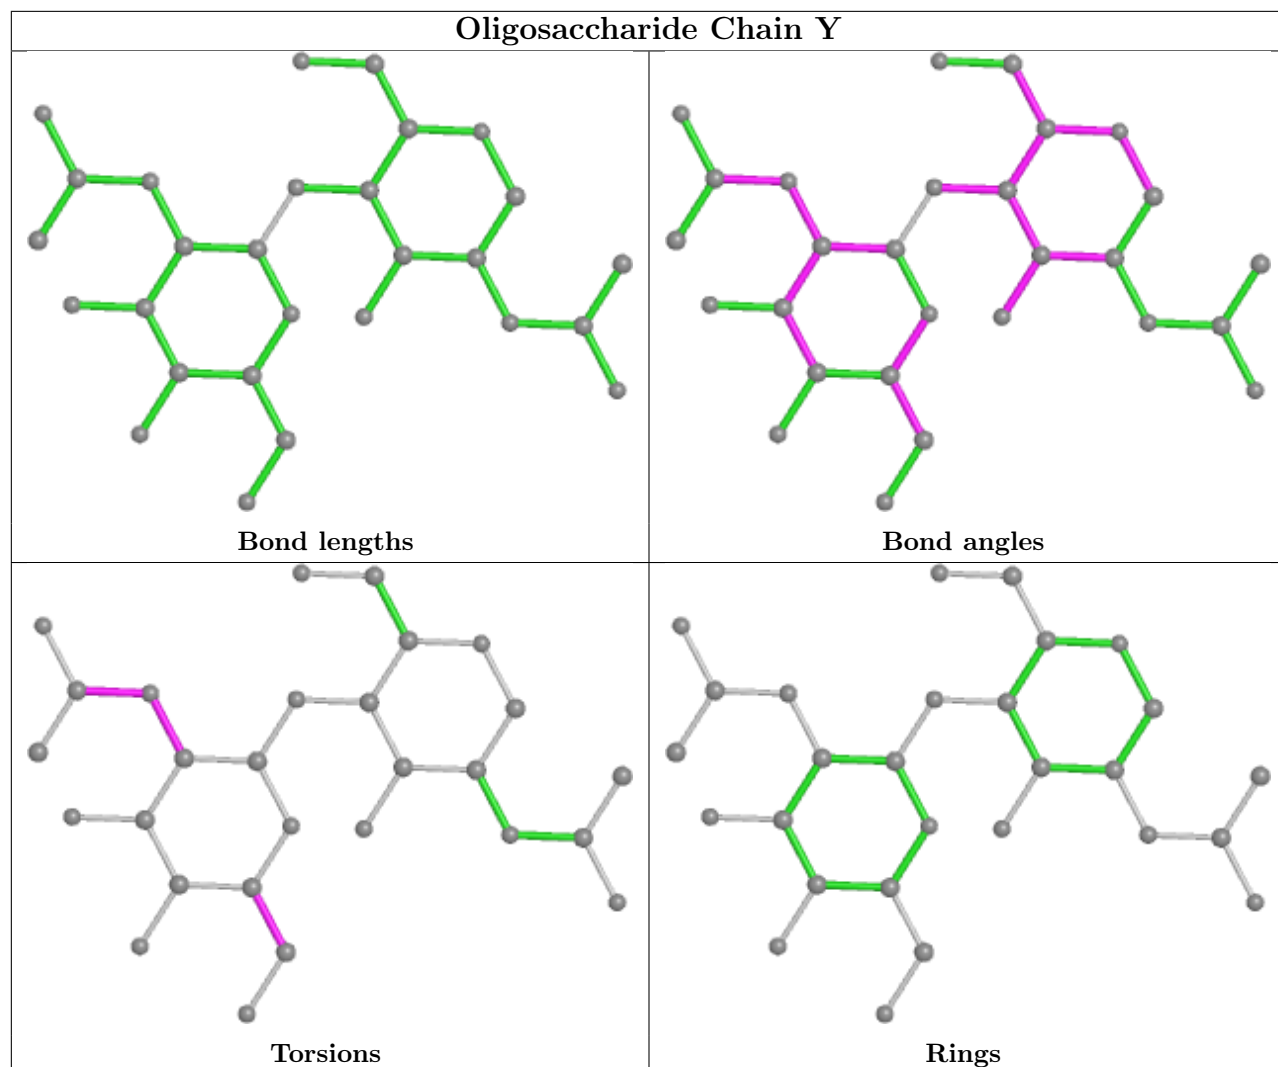 Oligosaccharide Chain Y
Bond lengths
Bond angles
Torsions
Rings